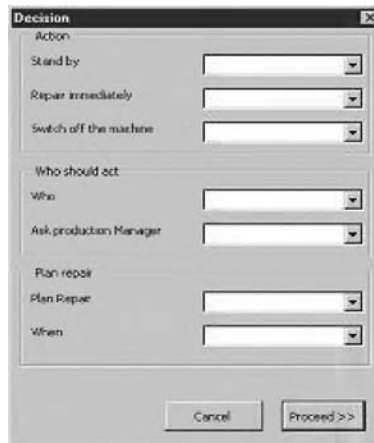 Decision
Action
Stand by
Repair immediately
Switch off the machine
Who should act
Who
Ask production Manager
Plan repair
Plan Repair
When
Cancel
Proceed >>